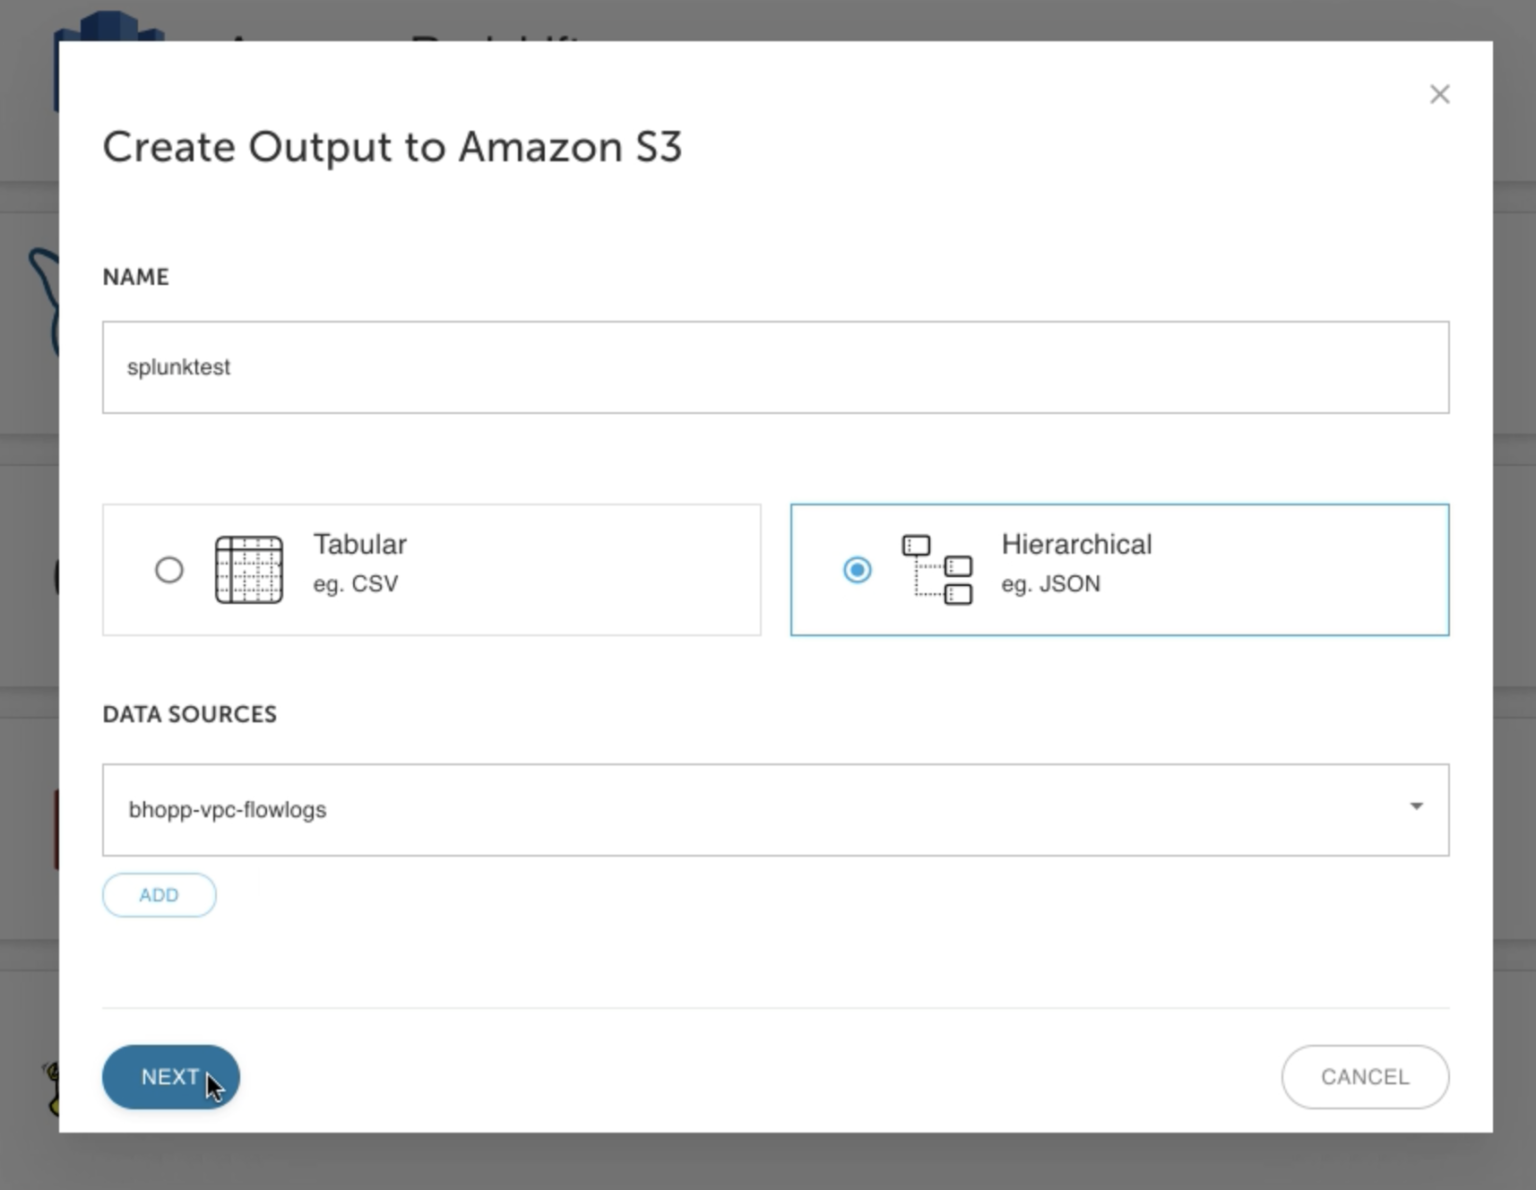 Create Output to Amazon S3
NAME
splunktest
Tabular
eg. CSV
Hierarchical
eg. JSON
DATA SOURCES
bhopp-vpc-flowlogs
ADD
NEXT
CANCEL